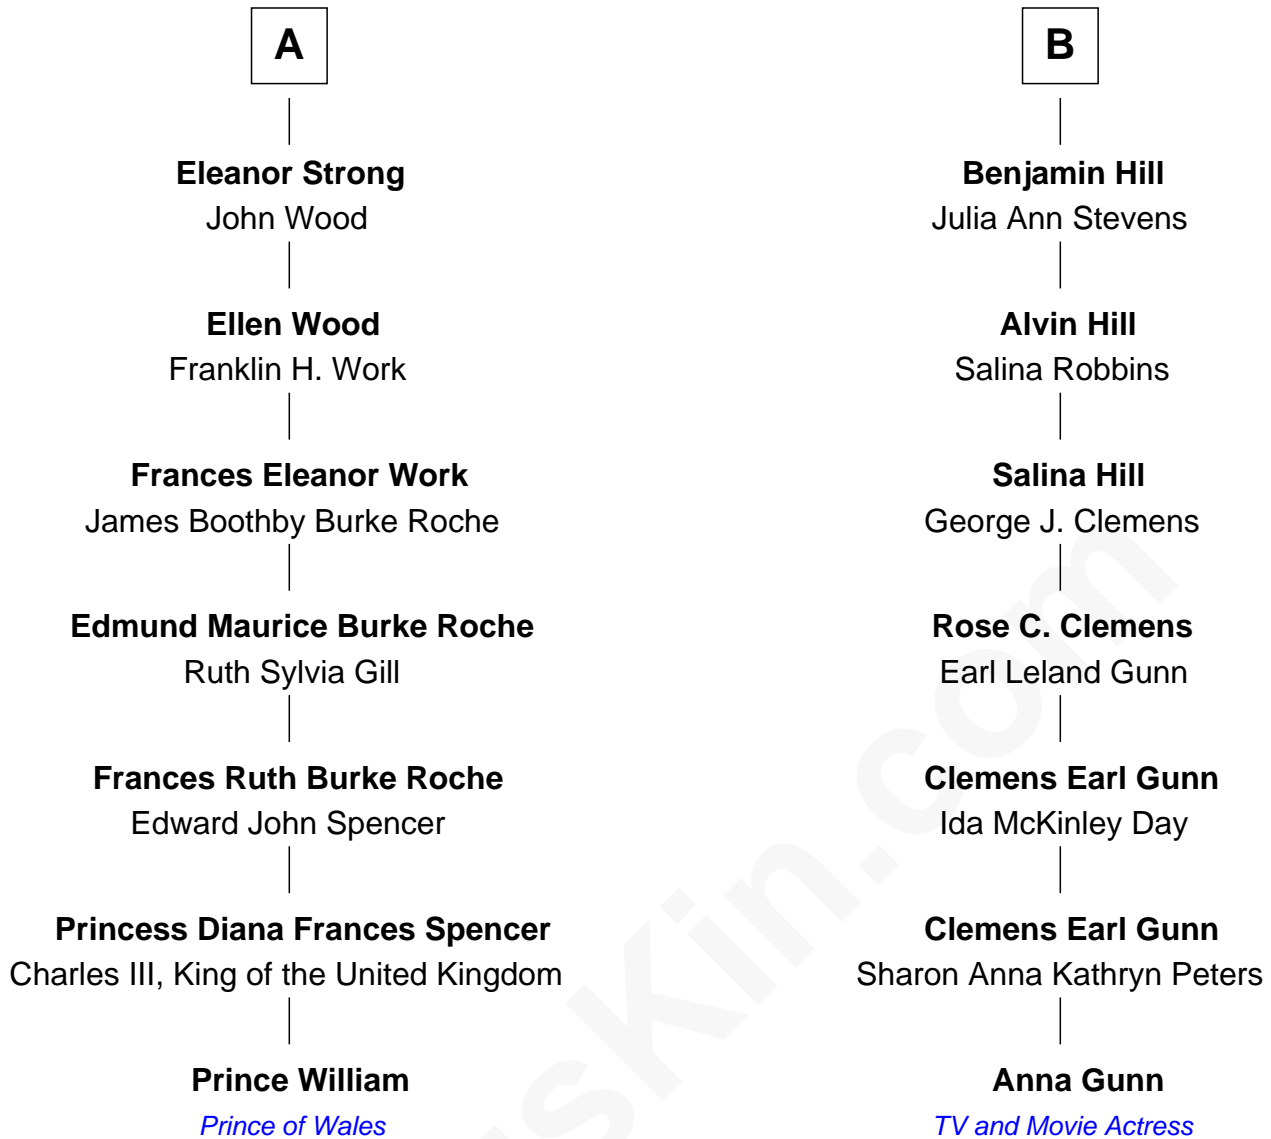 A
Eleanor Strong
John Wood
Ellen Wood
Franklin H. Work
Frances Eleanor Work
James Boothby Burke Roche
Edmund Maurice Burke Roche
Ruth Sylvia Gill
Frances Ruth Burke Roche
Edward John Spencer
Princess Diana Frances Spencer
Charles III, King of the United Kingdom
Prince William
Prince of Wales
B
Benjamin Hill
Julia Ann Stevens
Alvin Hill
Salina Robbins
Salina Hill
George J. Clemens
Rose C. Clemens
Earl Leland Gunn
Clemens Earl Gunn
Ida McKinley Day
Clemens Earl Gunn
Sharon Anna Kathryn Peters
Anna Gunn
TV and Movie Actress